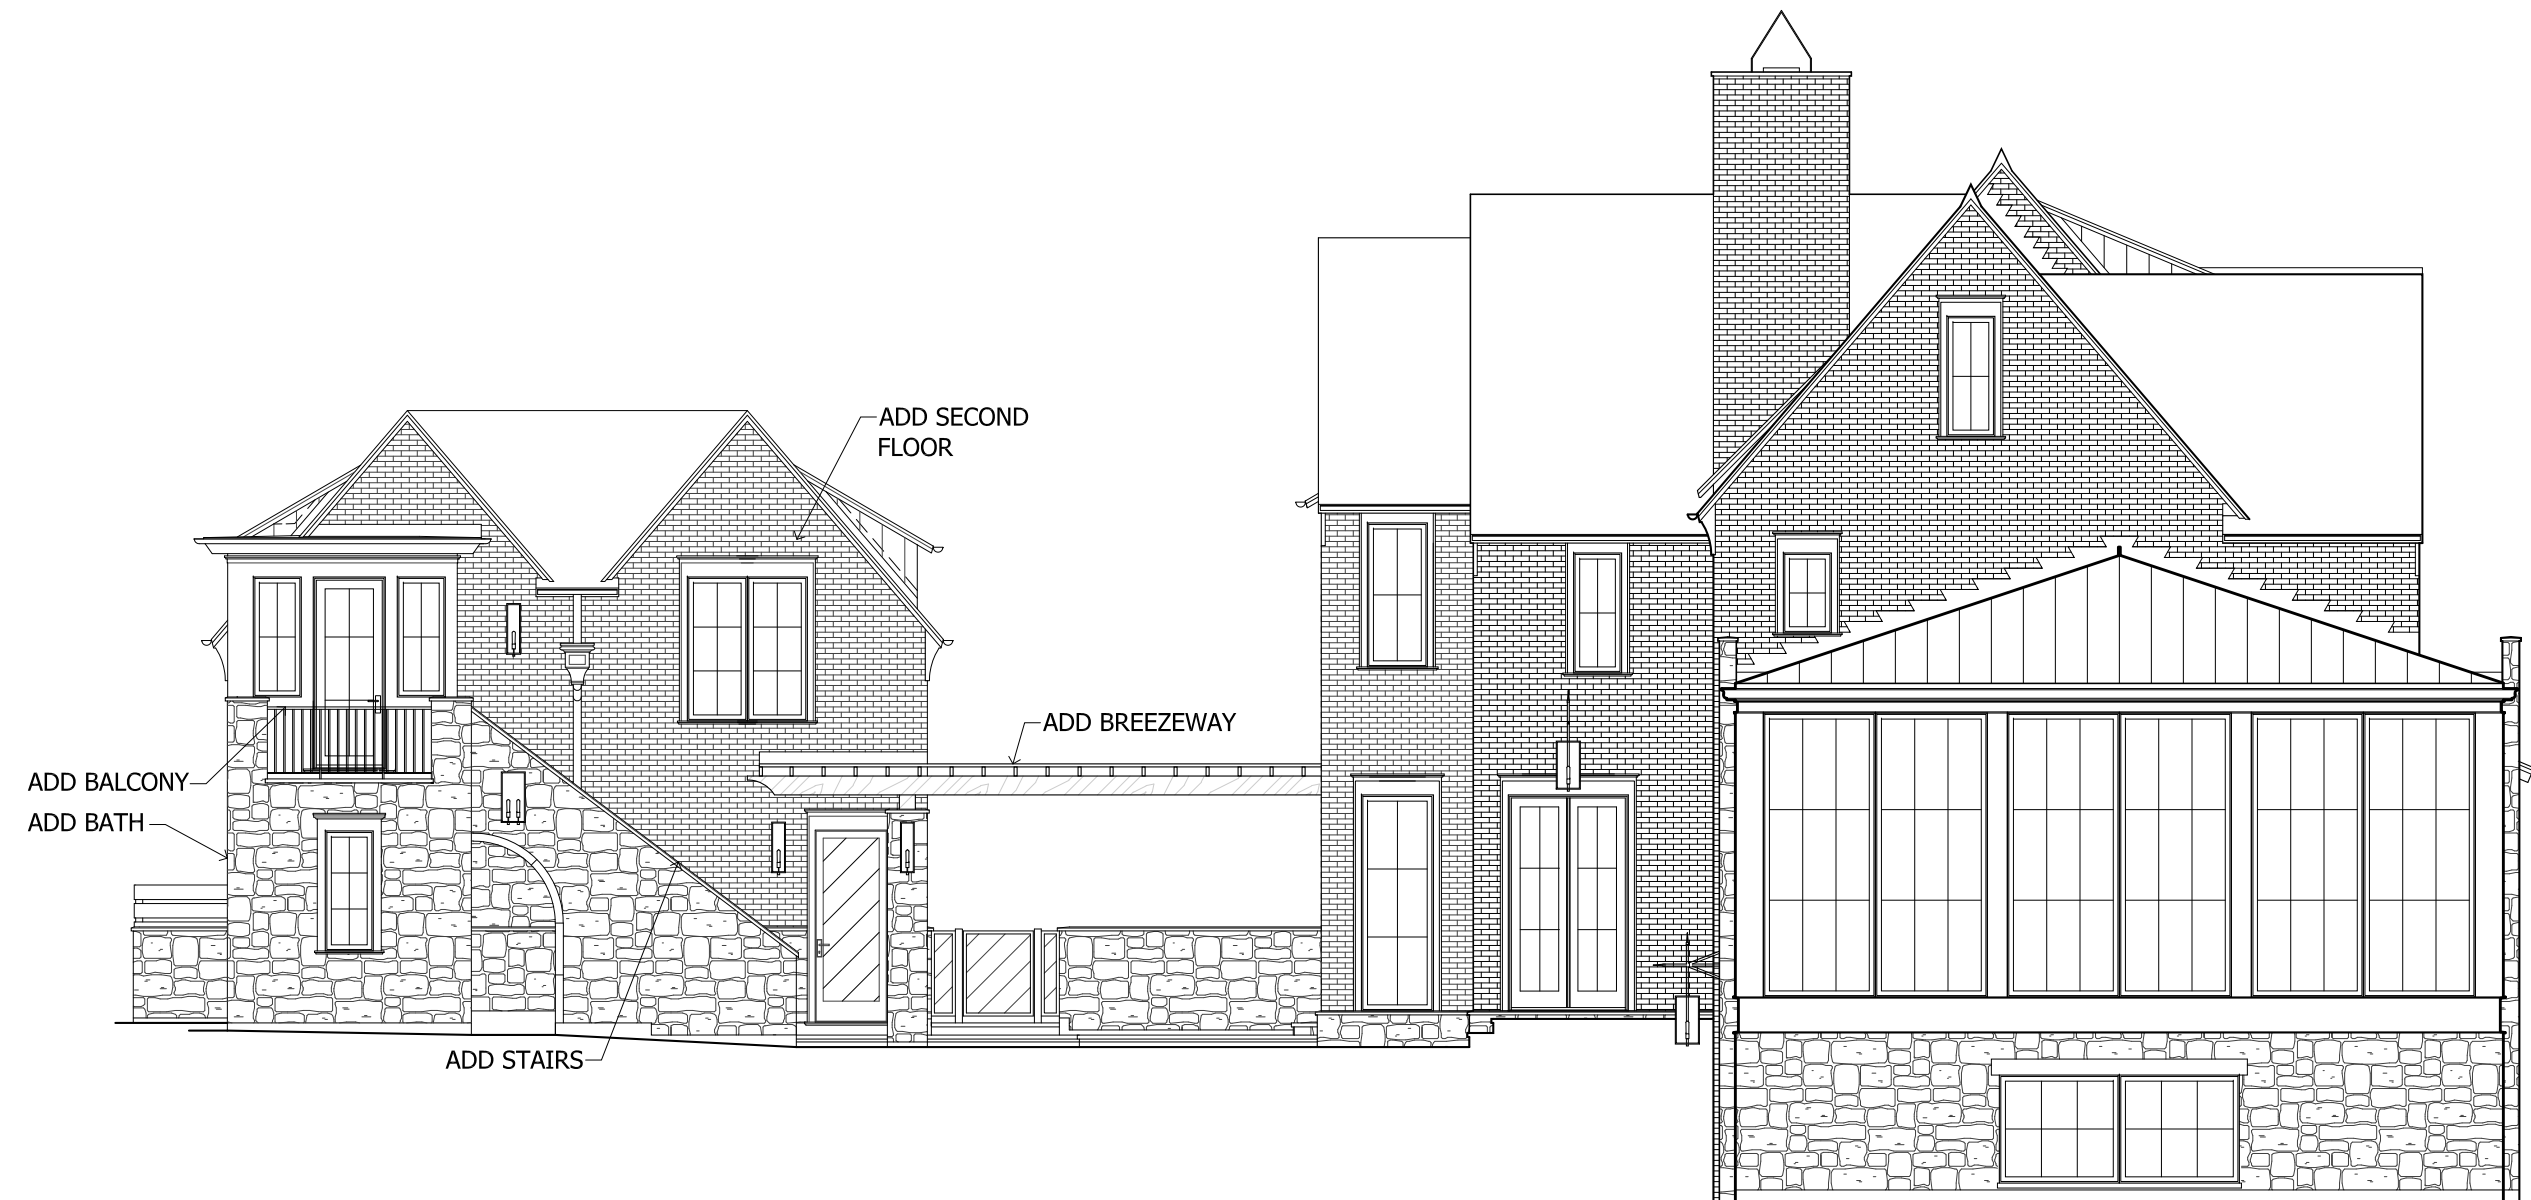 ADD SECOND
FLOOR
ADD BREEZEWAY
ADD BALCONY
ADD BATH
ADD STAIRS